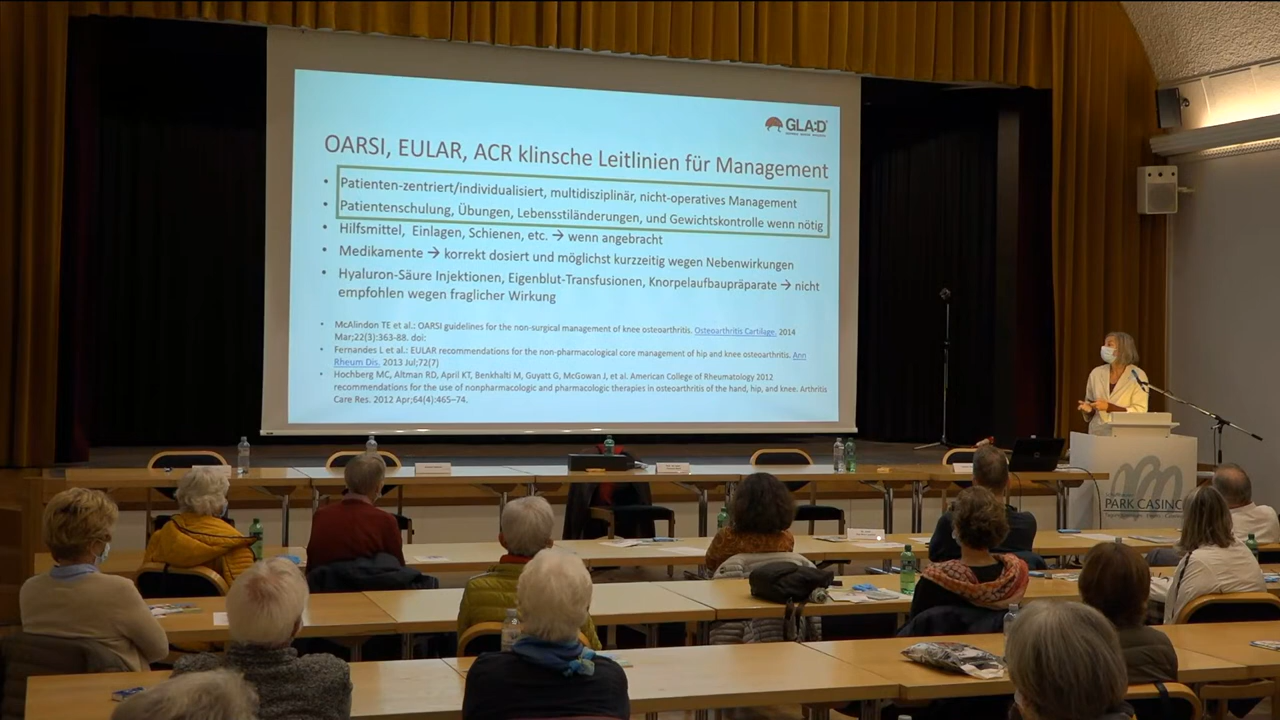 GLA:D
OARSI, EULAR, ACR klinsche Leitlinien für Management
• Patienten-zentriert/individualisiert, multidisziplinär, nicht-operatives Management
• Patientenschulung, Übungen, Lebensstiländerungen, und Gewichtskontrolle wenn nötig
• Hilfsmittel, Einlagen, Schienen, etc. → wenn angebracht
• Medikamente → korrekt dosiert und möglichst kurzzeitig wegen Nebenwirkungen
• Hyaluron-Säure Injektionen, Eigenblut-Transfusionen, Knorpelaufbaupräparate → nicht
empfohlen wegen fraglicher Wirkung
• McAlindon TE et al.: OARSI guidelines for the non-surgical management of knee osteoarthritis. Osteoarthritis Cartilage. 2014
Mar;22(3):363-88. doi:
• Fernandes L et al.: EULAR recommendations for the non-pharmacological core management of hip and knee osteoarthritis. Ann
Rheum Dis. 2013 Jul;72(7)
• Hochberg MC, Altman RD, April KT, Benkhalti M, Guyatt G, McGowan J, et al. American College of Rheumatology 2012
recommendations for the use of nonpharmacologic and pharmacologic therapies in osteoarthritis of the hand, hip, and knee. Arthritis
Care Res. 2012 Apr;64(4):465–74.
PARK CASINO